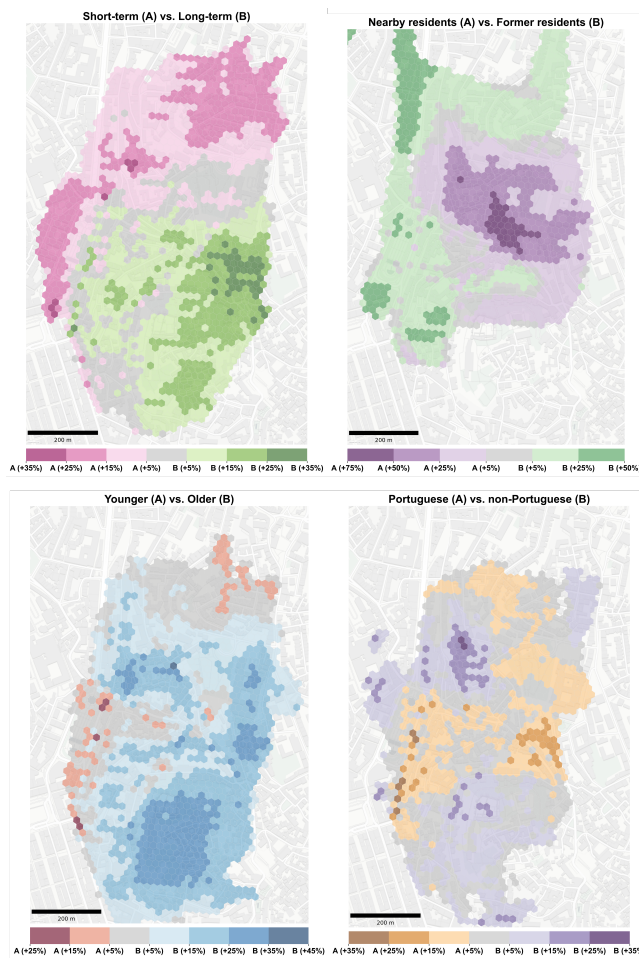 Short-term (A) vs. Long-term (B)
200 m
A (+35%) A (+25%) A (+15%) A (+5%) B (+5%) B (+15%) B (+25%) B (+35%)
Nearby residents (A) vs. Former residents (B)
200 m
A (+75%) A (+50%) A (+25%) A (+5%) B (+5%) B (+25%) B (+50%
Younger (A) vs. Older (B)
200 m
A (+25%) A (+15%) A (+5%) B (+5%) B (+15%) B (+25%) B (+35%) B (+45%)
Portuguese (A) vs. non-Portuguese (B)
200 m
A (+35%) A (+25%) A (+15%) A (+5%) B (+5%) B (+15%) B (+25%) B (+35%